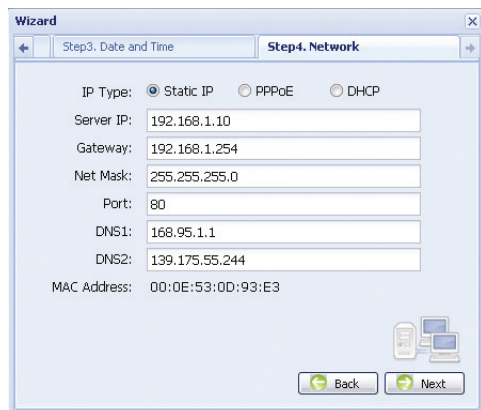 Wizard
Step3. Date and Time Step4. Network
IP Type: Static IP PPPoE DHCP
Server IP: 192.168.1.10
Gateway: 192.168.1.254
Net Mask: 255.255.255.0
Port: 80
DNS1: 168.95.1.1
DNS2: 139.175.55.244
MAC Address: 00:0E:53:0D:93:E3
Back Next